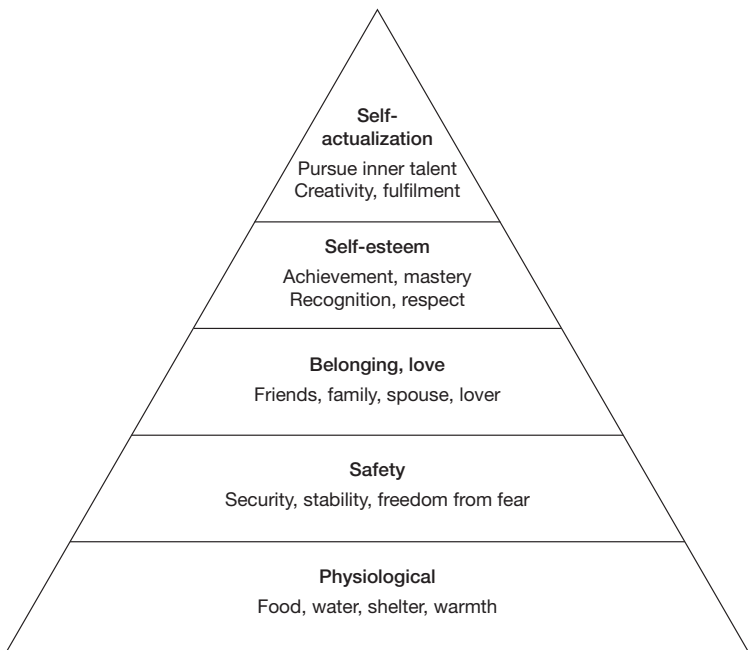 Self-
actualization
Pursue inner talent
Creativity, fulfilment
Self-esteem
Achievement, mastery
Recognition, respect
Belonging, love
Friends, family, spouse, lover
Safety
Security, stability, freedom from fear
Physiological
Food, water, shelter, warmth